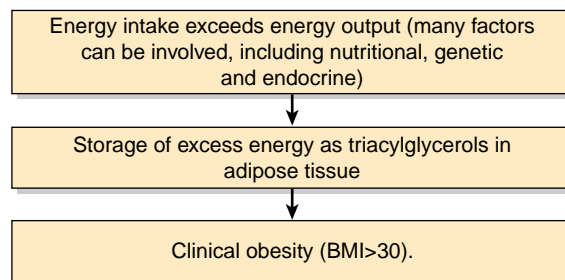 Energy intake exceeds energy output (many factors
can be involved, including nutritional, genetic
and endocrine)
Storage of excess energy as triacylglycerols in
adipose tissue
Clinical obesity (BMI>30).